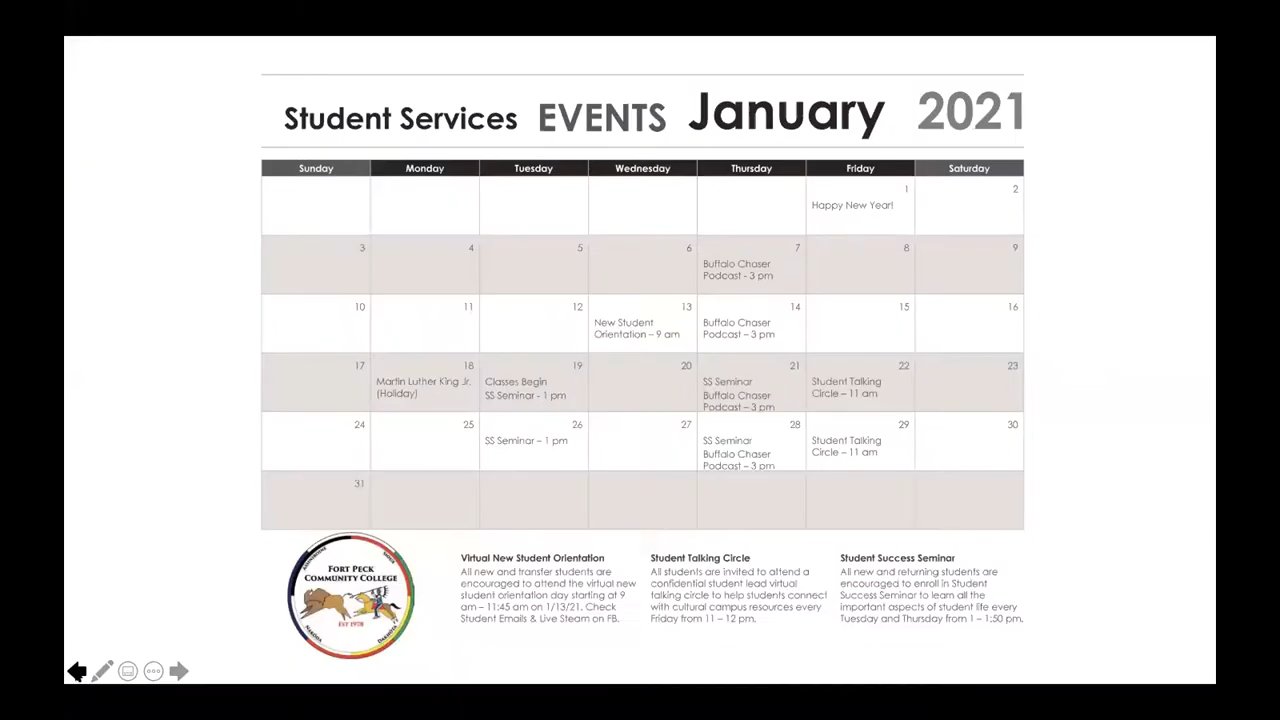 Student Services EVENTS January 2021
Sunday Monday Tuesday Wednesday Thursday Friday Saturday
1 2
Happy New Year!
3 4 5 6 7 8 9
Buffalo Chaser
Podcast - 3 pm
10 11 12 13 14 15 16
New Student
Orientation – 9 am
Buffalo Chaser
Podcast – 3 pm
17 18 19 20 21 22 23
Martin Luther King Jr.
(Holiday)
Classes Begin
SS Seminar - 1 pm
SS Seminar
Buffalo Chaser
Podcast – 3 pm
Student Talking
Circle – 11 am
24 25 26 27 28 29 30
SS Seminar – 1 pm
SS Seminar
Buffalo Chaser
Podcast – 3 pm
Student Talking
Circle – 11 am
31
ASSINIBOINE
SIOUX
FORT PECK
COMMUNITY COLLEGE
EST 1978
NAKODA
DAKOTA
Virtual New Student Orientation
All new and transfer students are
encouraged to attend the virtual new
student orientation day starting at 9
am – 11:45 am on 1/13/21. Check
Student Emails & Live Steam on FB.
Student Talking Circle
All students are invited to attend a
confidential student lead virtual
talking circle to help students connect
with cultural campus resources every
Friday from 11 – 12 pm.
Student Success Seminar
All new and returning students are
encouraged to enroll in Student
Success Seminar to learn all the
important aspects of student life every
Tuesday and Thursday from 1 – 1:50 pm.